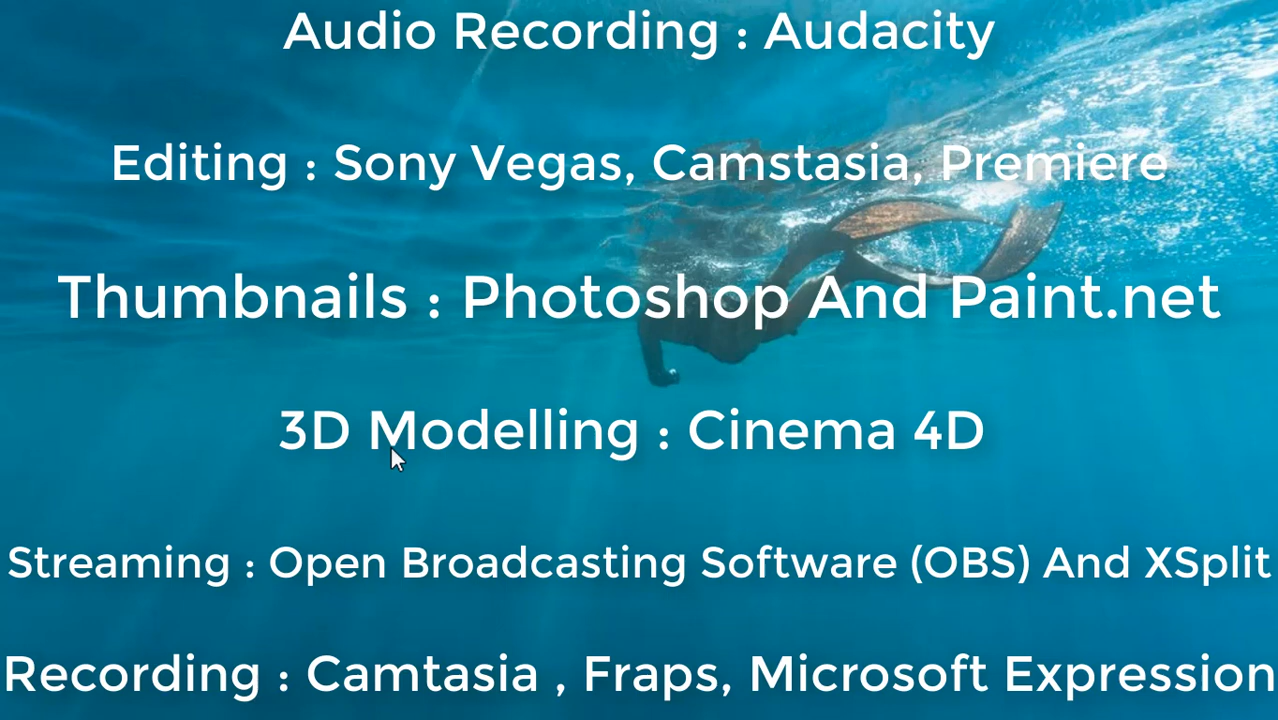 Audio Recording : Audacity
Editing : Sony Vegas, Camstasia, Premiere
Thumbnails : Photoshop And Paint.net
3D Modelling : Cinema 4D
Streaming : Open Broadcasting Software (OBS) And XSplit
Recording : Camtasia , Fraps, Microsoft Expression